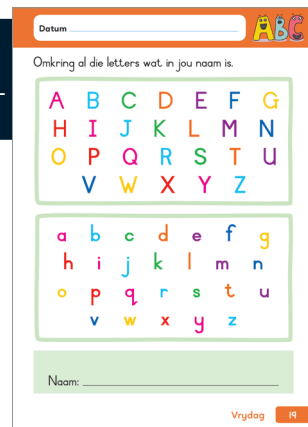 Datum
ABC
Omkring al die letters wat in jou naam is.
A B C D E F G
H I J K L M N
O P Q R S T U
V W X Y Z
a b c d e f g
h i j k l m n
o p q r s t u
v w x y z
Naam:
Vrydag 19